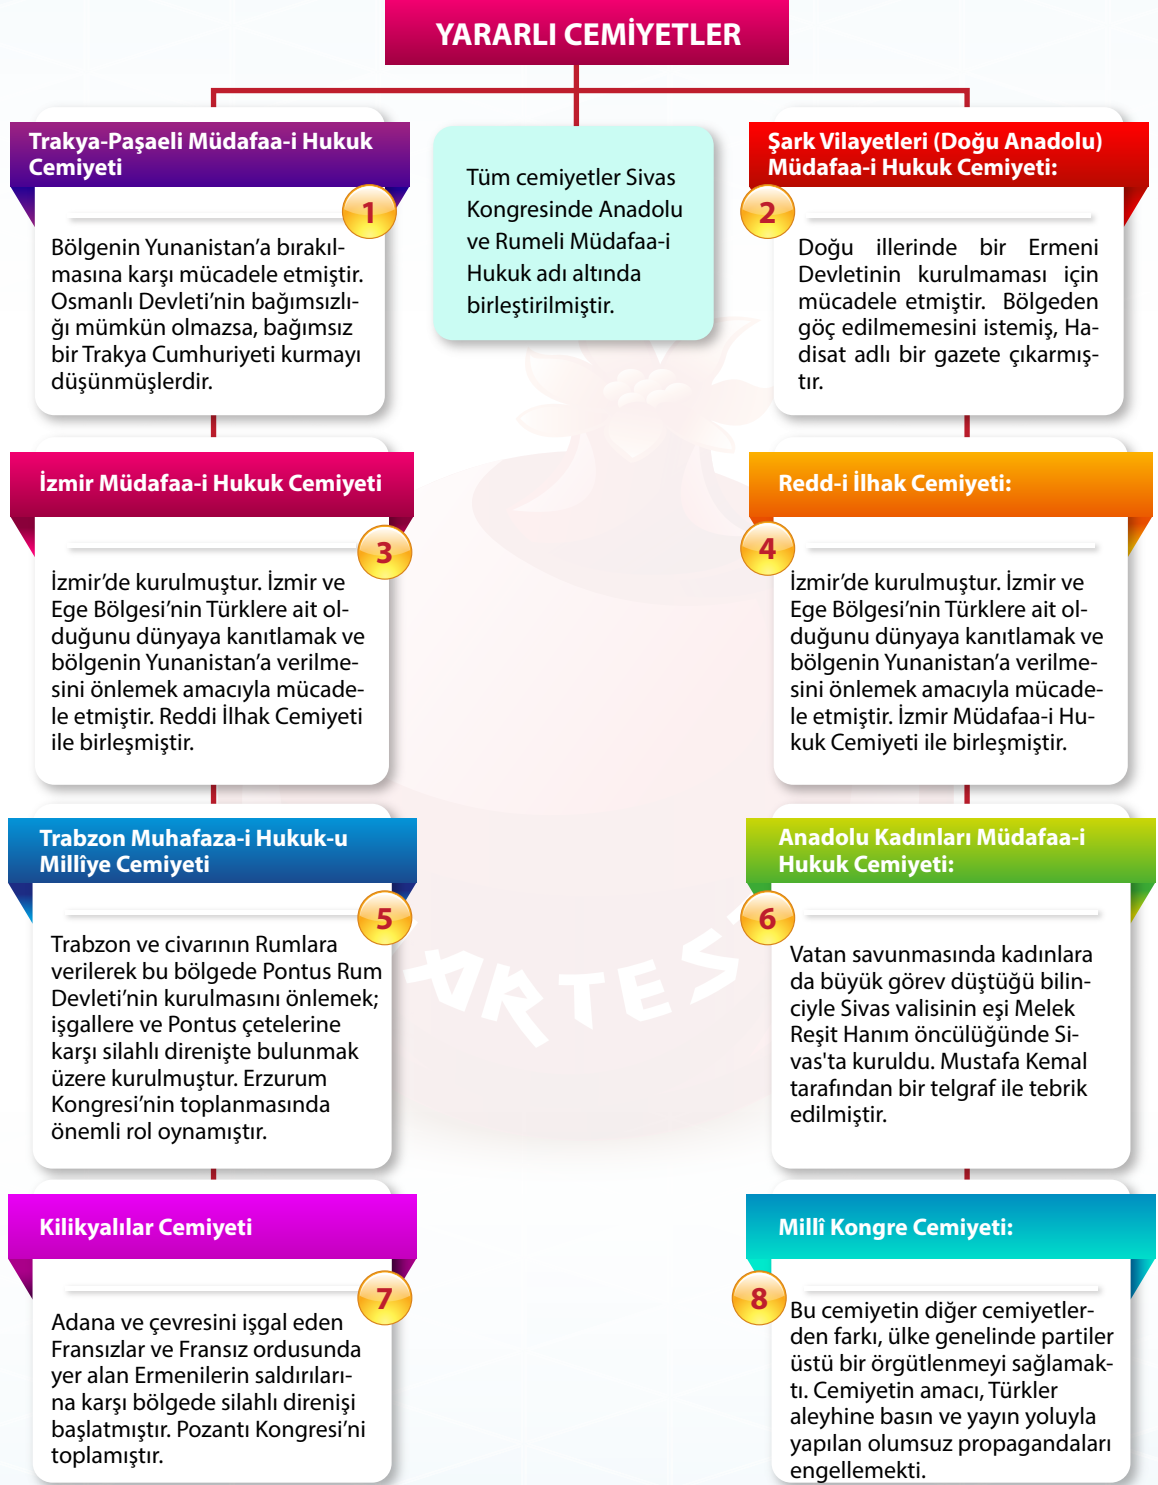 YARARLI CEMİYETLER
Trakya-Paşaeli Müdafaa-i Hukuk
Cemiyeti
1
Bölgenin Yunanistan’a bırakıl-
masına karşı mücadele etmiştir.
Osmanlı Devleti’nin bağımsızlı-
ğı mümkün olmazsa, bağımsız
bir Trakya Cumhuriyeti kurmayı
düşünmüşlerdir.
Tüm cemiyetler Sivas
Kongresinde Anadolu
ve Rumeli Müdafaa-i
Hukuk adı altında
birleştirilmiştir.
Şark Vilayetleri (Doğu Anadolu)
Müdafaa-i Hukuk Cemiyeti:
2
Doğu illerinde bir Ermeni
Devletinin kurulmaması için
mücadele etmiştir. Bölgeden
göç edilmemesini istemiş, Ha-
disat adlı bir gazete çıkarmış-
tır.
İzmir Müdafaa-i Hukuk Cemiyeti
3
İzmir’de kurulmuştur. İzmir ve
Ege Bölgesi’nin Türklere ait ol-
duğunu dünyaya kanıtlamak ve
bölgenin Yunanistan’a verilme-
sini önlemek amacıyla mücade-
le etmiştir. Reddi İlhak Cemiyeti
ile birleşmiştir.
Redd-i İlhak Cemiyeti:
4
İzmir’de kurulmuştur. İzmir ve
Ege Bölgesi’nin Türklere ait ol-
duğunu dünyaya kanıtlamak ve
bölgenin Yunanistan’a verilme-
sini önlemek amacıyla mücade-
le etmiştir. İzmir Müdafaa-i Hu-
kuk Cemiyeti ile birleşmiştir.
Trabzon Muhafaza-i Hukuk-u
Millîye Cemiyeti
5
Trabzon ve civarının Rumlara
verilerek bu bölgede Pontus Rum
Devleti’nin kurulmasını önlemek;
işgallere ve Pontus çetelerine
karşı silahlı direnişte bulunmak
üzere kurulmuştur. Erzurum
Kongresi’nin toplanmasında
önemli rol oynamıştır.
Anadolu Kadınları Müdafaa-i
Hukuk Cemiyeti:
6
Vatan savunmasında kadınlara
da büyük görev düştüğü bilin-
ciyle Sivas valisinin eşi Melek
Reşit Hanım öncülüğünde Si-
vas'ta kuruldu. Mustafa Kemal
tarafından bir telgraf ile tebrik
edilmiştir.
Kilikyalılar Cemiyeti
7
Adana ve çevresini işgal eden
Fransızlar ve Fransız ordusunda
yer alan Ermenilerin saldırıları-
na karşı bölgede silahlı direnişi
başlatmıştır. Pozantı Kongresi’ni
toplamıştır.
Millî Kongre Cemiyeti:
8
Bu cemiyetin diğer cemiyetler-
den farkı, ülke genelinde partiler
üstü bir örgütlenmeyi sağlamak-
tı. Cemiyetin amacı, Türkler
aleyhine basın ve yayın yoluyla
yapılan olumsuz propagandaları
engellemekti.
ARTES